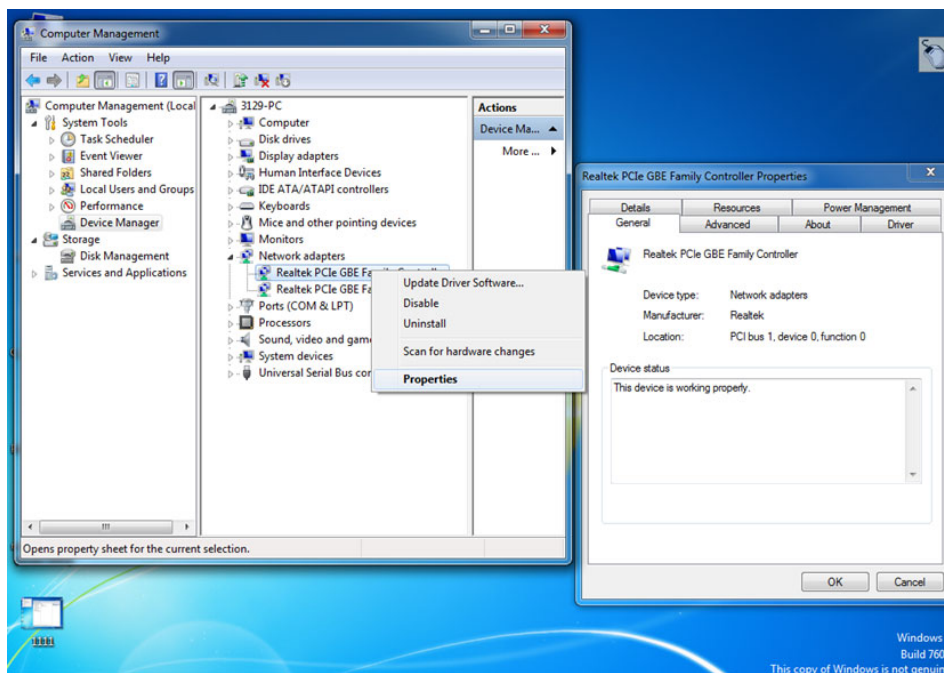 Computer Management
File Action View Help
Computer Management (Local
System Tools
Task Scheduler
Event Viewer
Shared Folders
Local Users and Groups
Performance
Device Manager
Storage
Disk Management
Services and Applications
3129-PC
Computer
Disk drives
Display adapters
Human Interface Devices
IDE ATA/ATAPI controllers
Keyboards
Mice and other pointing devices
Monitors
Network adapters
Realtek PCIe GBE Family Controller
Realtek PCIe GBE Fa
Ports (COM & LPT)
Processors
Sound, video and game
System devices
Universal Serial Bus con
Actions
Device Ma...
More ...
Update Driver Software...
Disable
Uninstall
Scan for hardware changes
Properties
Opens property sheet for the current selection.
Realtek PCIe GBE Family Controller Properties
Details Resources Power Management
General Advanced About Driver
Realtek PCIe GBE Family Controller
Device type: Network adapters
Manufacturer: Realtek
Location: PCI bus 1, device 0, function 0
Device status
This device is working properly.
OK Cancel
Windows
Build 760
This copy of Windows is not genuin